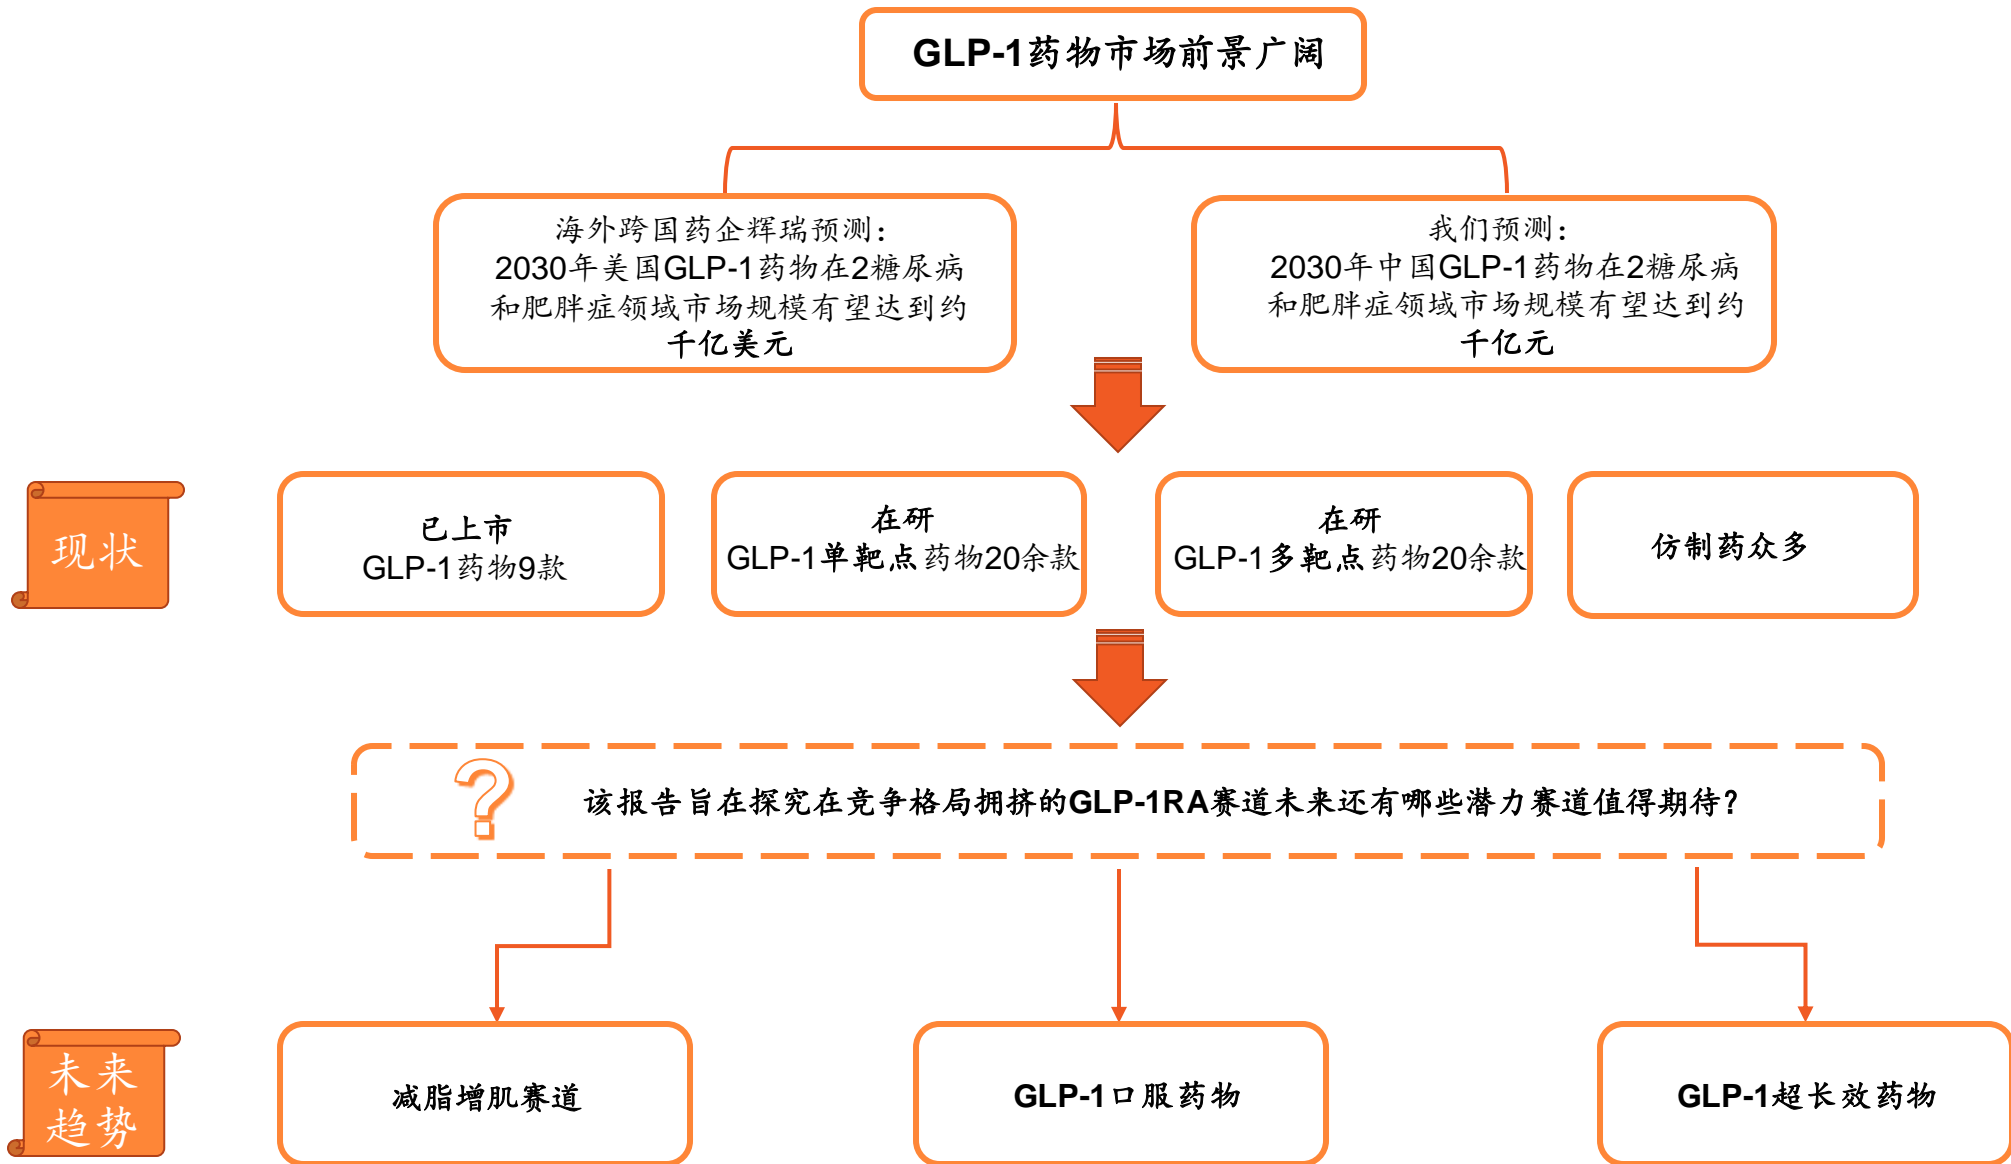 GLP-1药物市场前景广阔
海外跨国药企辉瑞预测：
2030年美国GLP-1药物在2糖尿病
和肥胖症领域市场规模有望达到约
千亿美元
我们预测：
2030年中国GLP-1药物在2糖尿病
和肥胖症领域市场规模有望达到约
千亿元
现状
已上市
GLP-1药物9款
在研
GLP-1单靶点药物20余款
在研
GLP-1多靶点药物20余款
仿制药众多
?
该报告旨在探究在竞争格局拥挤的GLP-1RA赛道未来还有哪些潜力赛道值得期待？
未来
趋势
减脂增肌赛道
GLP-1口服药物
GLP-1超长效药物